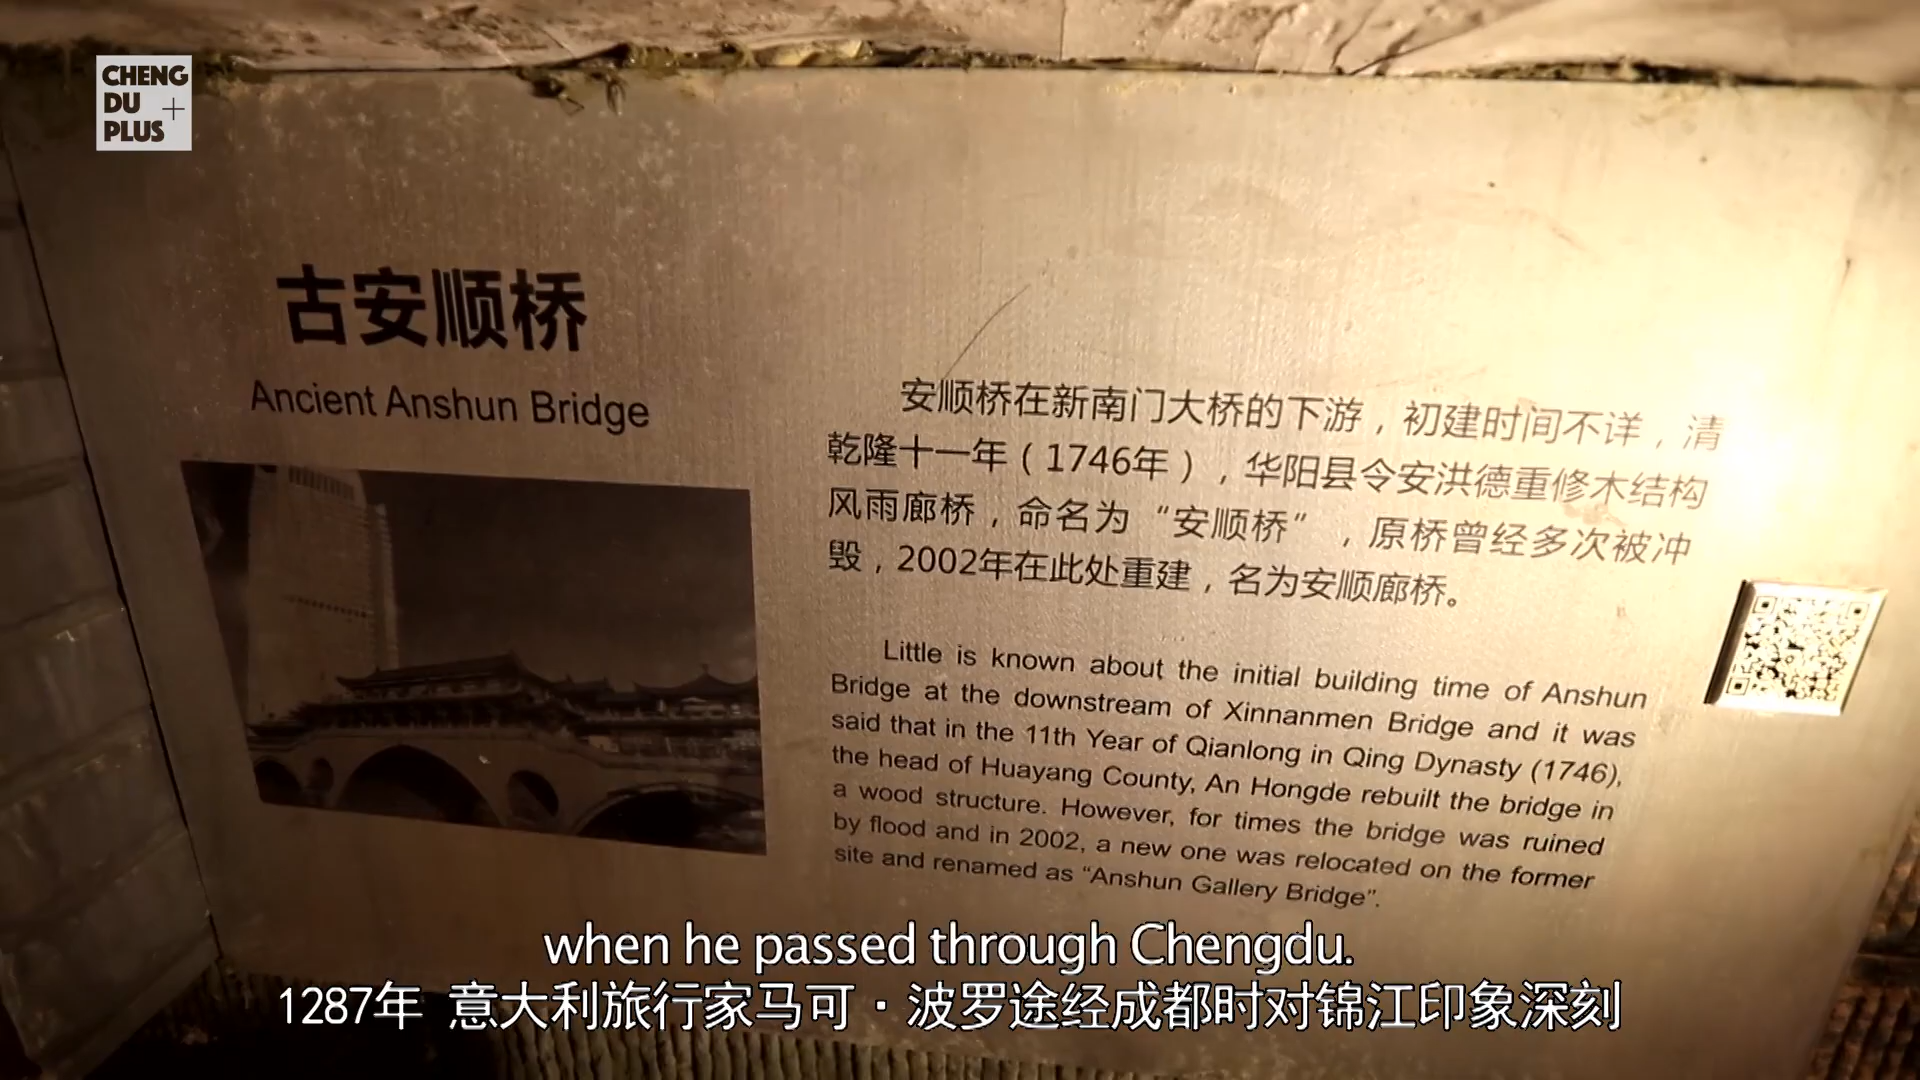 CHENG
DU
PLUS
古安顺桥
Ancient Anshun Bridge
安顺桥在新南门大桥的下游，初建时间不详，清
乾隆十一年（1746年），华阳县令安洪德重修木结构
风雨廊桥，命名为“安顺桥”，原桥曾经多次被冲
毁，2002年在此处重建，名为安顺廊桥。
Little is known about the initial building time of Anshun
Bridge at the downstream of Xinnanmen Bridge and it was
said that in the 11th Year of Qianlong in Qing Dynasty (1746),
the head of Huayang County, An Hongde rebuilt the bridge in
a wood structure. However, for times the bridge was ruined
by flood and in 2002, a new one was relocated on the former
site and renamed as “Anshun Gallery Bridge”.
when he passed through Chengdu.
1287年 意大利旅行家马可·波罗途经成都时对锦江印象深刻